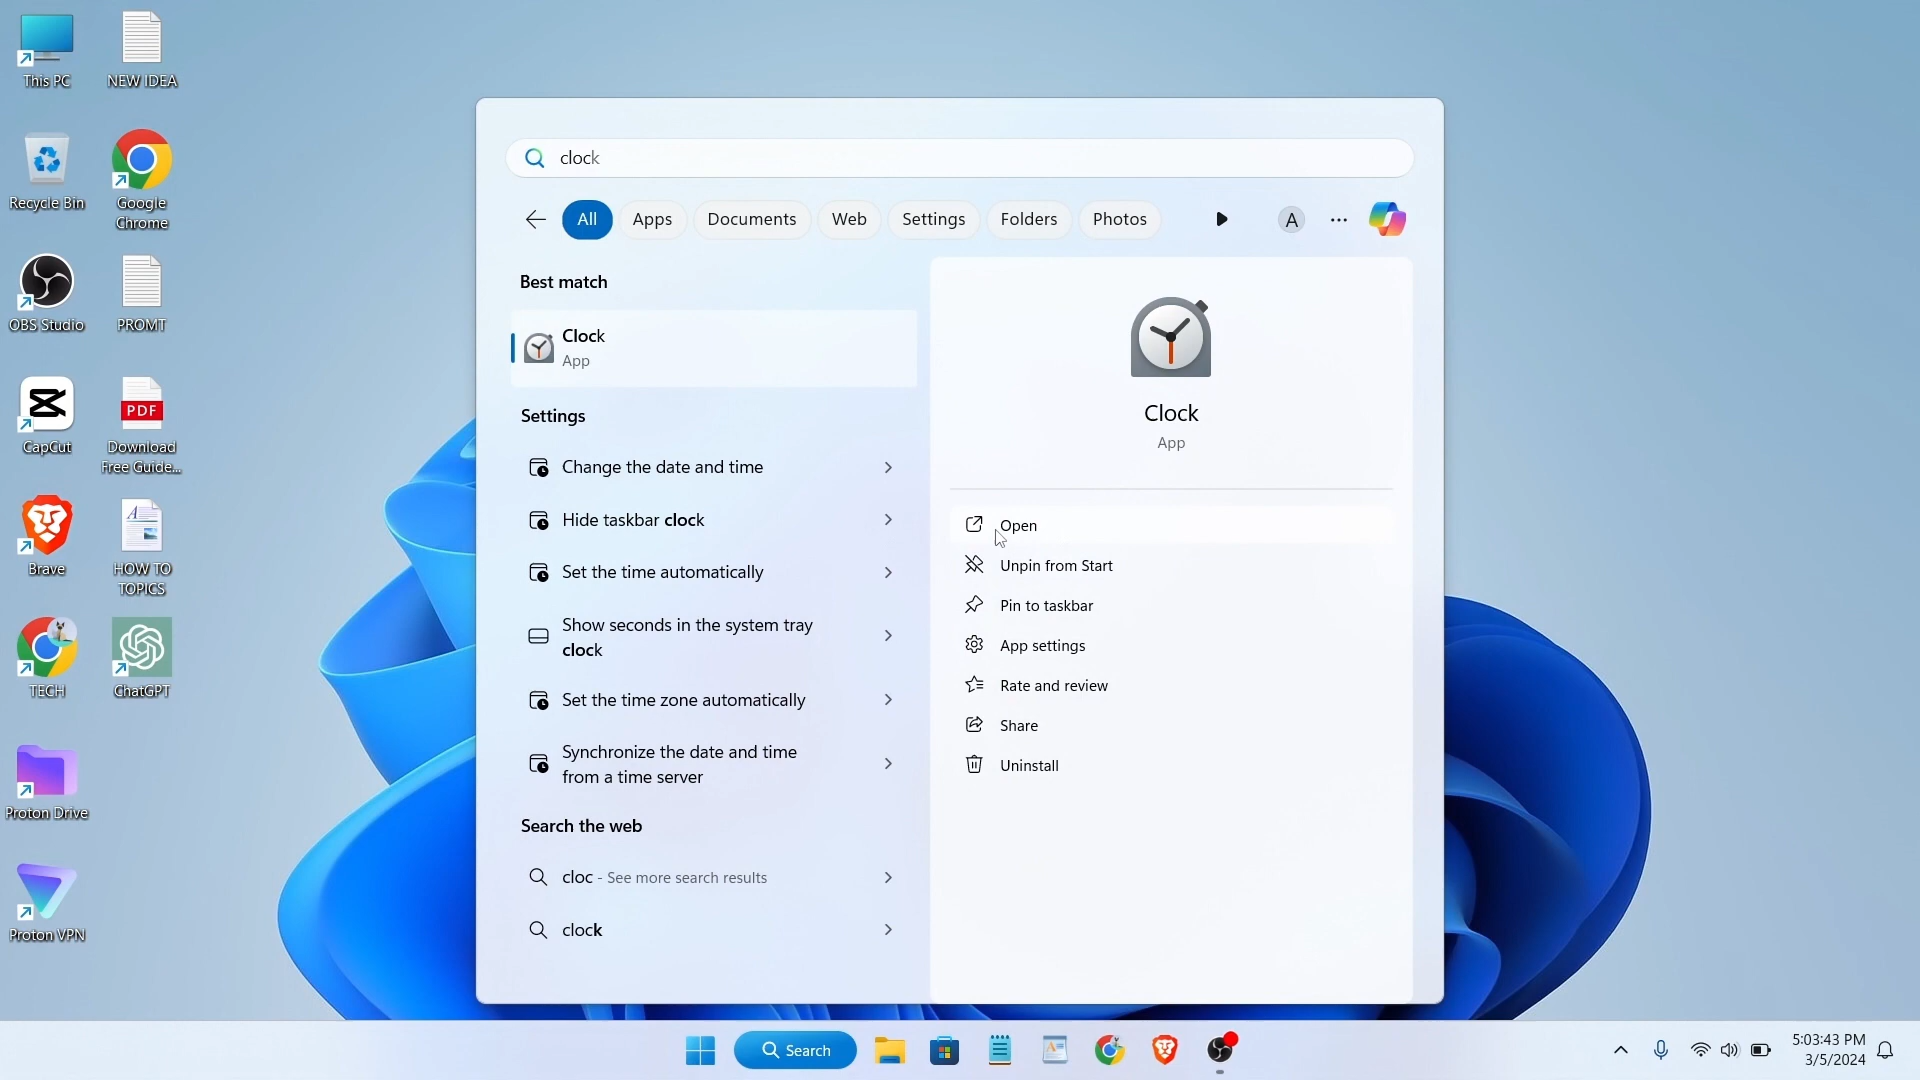 This PC
NEW IDEA
Recycle Bin
Google
Chrome
OBS Studio
PROMT
CapCut
PDF
Download
Free Guide...
Brave
HOW TO
TOPICS
TECH
ChatGPT
Proton Drive
Proton VPN
clock
All
Apps
Documents
Web
Settings
Folders
Photos
A
Best match
Clock
App
Settings
Change the date and time
Hide taskbar clock
Set the time automatically
Show seconds in the system tray
clock
Set the time zone automatically
Synchronize the date and time
from a time server
Search the web
cloc - See more search results
clock
Clock
App
Open
Unpin from Start
Pin to taskbar
App settings
Rate and review
Share
Uninstall
Search
5:03:43 PM
3/5/2024